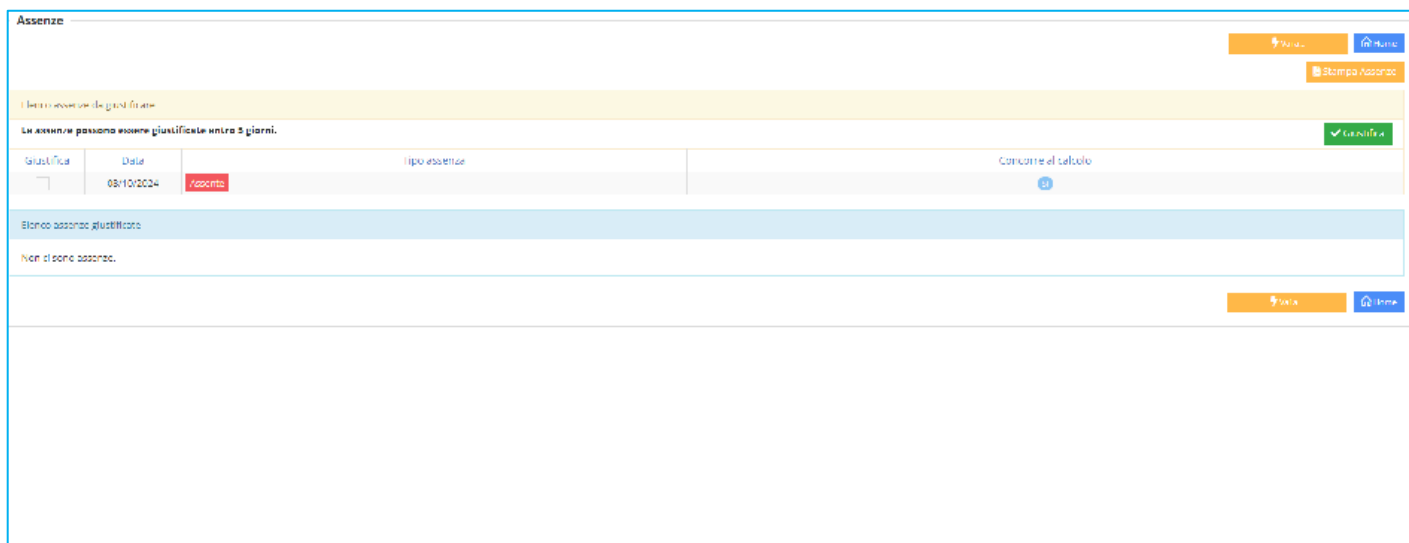 Assenze
Home
Stampa Assenze
Elenco assenze da giustificare
Le assenze possono essere giustificate entro 5 giorni.
Giustifica
Giustifica Data Tipo assenza Concorre al calcolo
08/10/2024 Assente SI
Elenco assenze giustificate
Non ci sono assenze.
Home